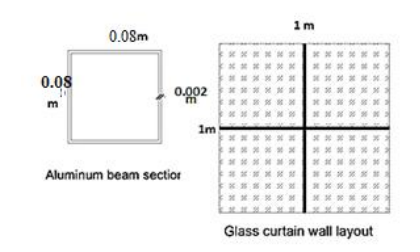 0.08m
0.08
m
0.002
m
Aluminum beam sectior
1 m
1m
Glass curtain wall layout